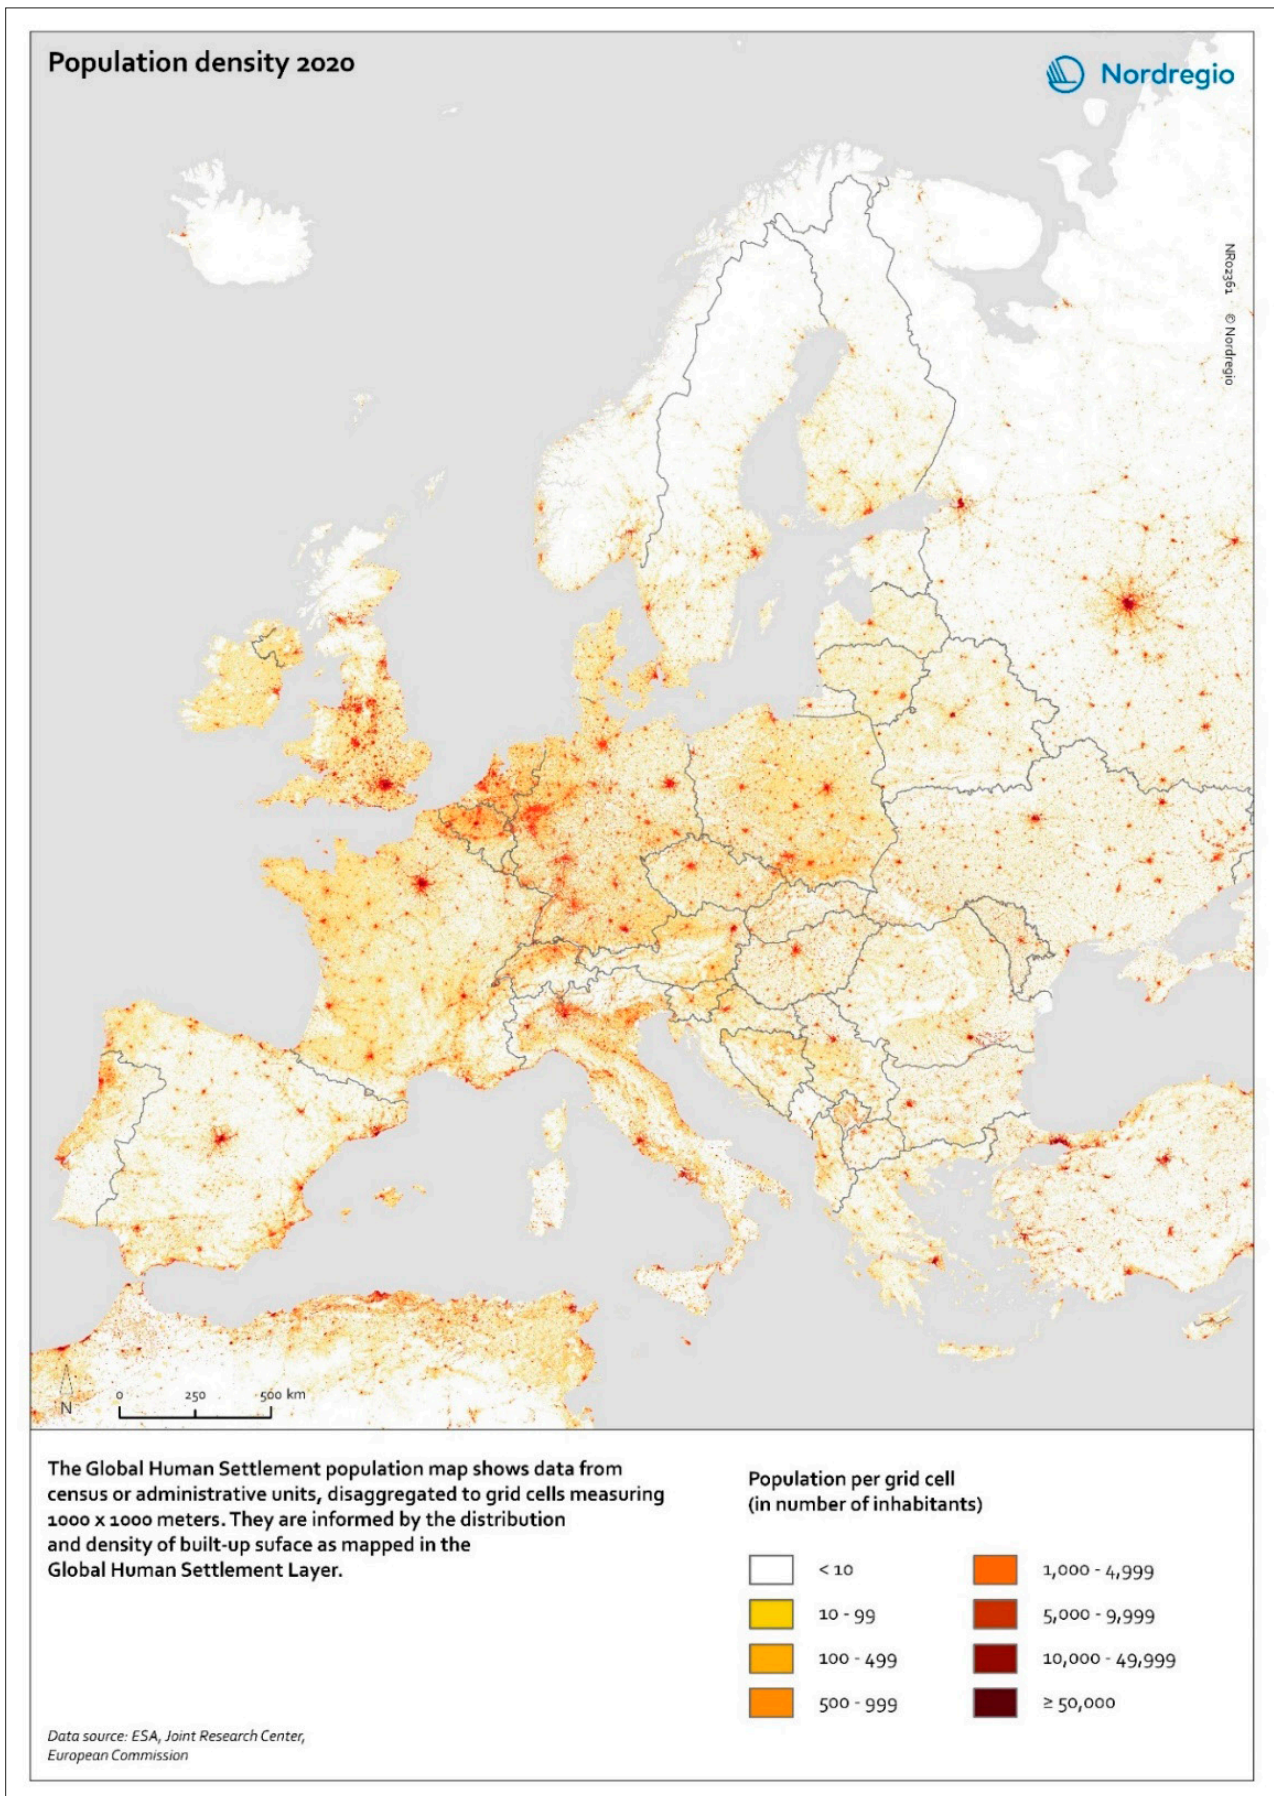 Population density 2020
Nordregio
NR02361 © Nordregio
0 250 500 km
N
The Global Human Settlement population map shows data from
census or administrative units, disaggregated to grid cells measuring
1000 x 1000 meters. They are informed by the distribution
and density of built-up suface as mapped in the
Global Human Settlement Layer.
Data source: ESA, Joint Research Center,
European Commission
Population per grid cell
(in number of inhabitants)
< 10
10 - 99
100 - 499
500 - 999
1,000 - 4,999
5,000 - 9,999
10,000 - 49,999
≥ 50,000